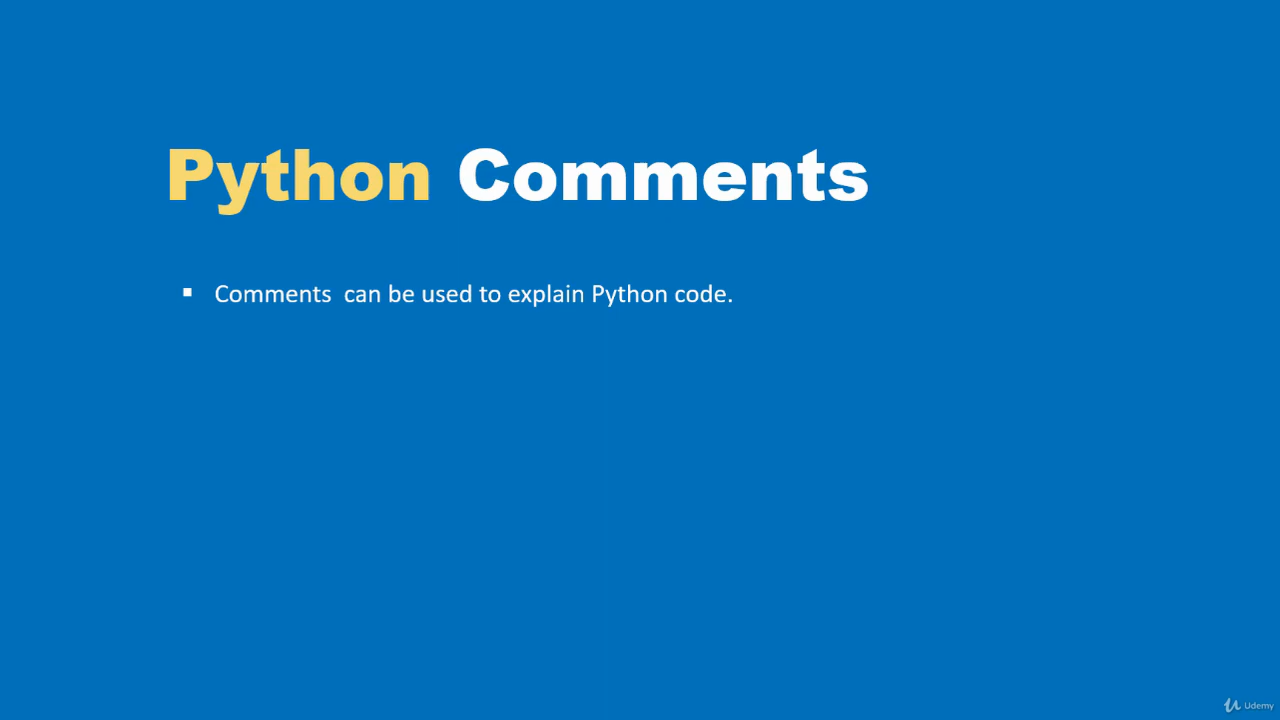 Python Comments
▪ Comments can be used to explain Python code.
Udemy